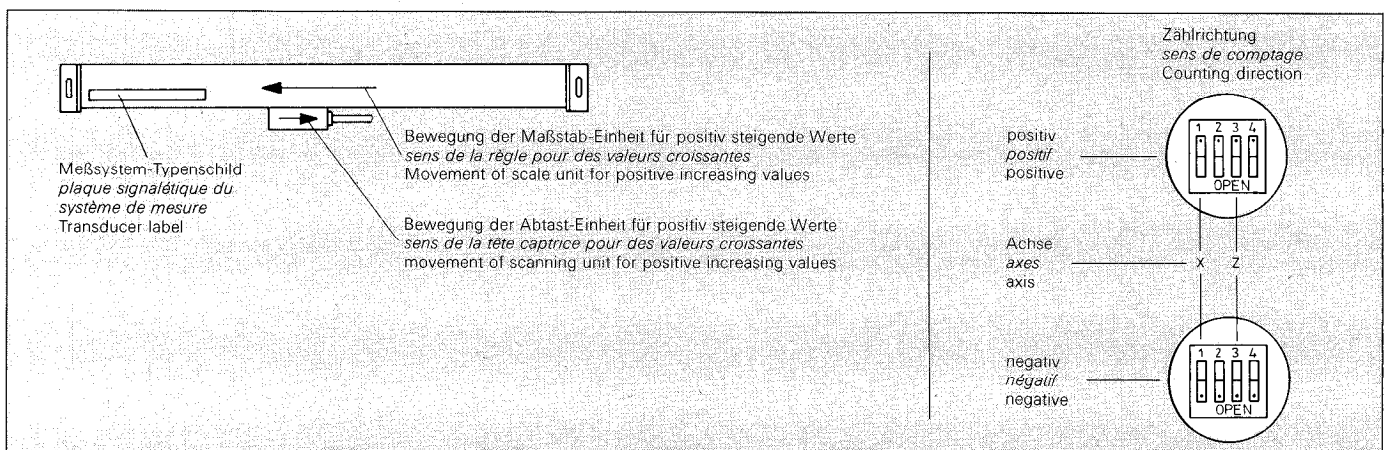 Meßsystem-Typenschild
plaque signalétique du
système de mesure
Transducer label
Bewegung der Maßstab-Einheit für positiv steigende Werte
sens de la règle pour des valeurs croissantes
Movement of scale unit for positive increasing values
Bewegung der Abtast-Einheit für positiv steigende Werte
sens de la tête captrice pour des valeurs croissantes
movement of scanning unit for positive increasing values
Zählrichtung
sens de comptage
Counting direction
positiv
positif
positive
1 2 3 4
OPEN
Achse
axes
axis
X Z
negativ
négatif
negative
1 2 3 4
OPEN